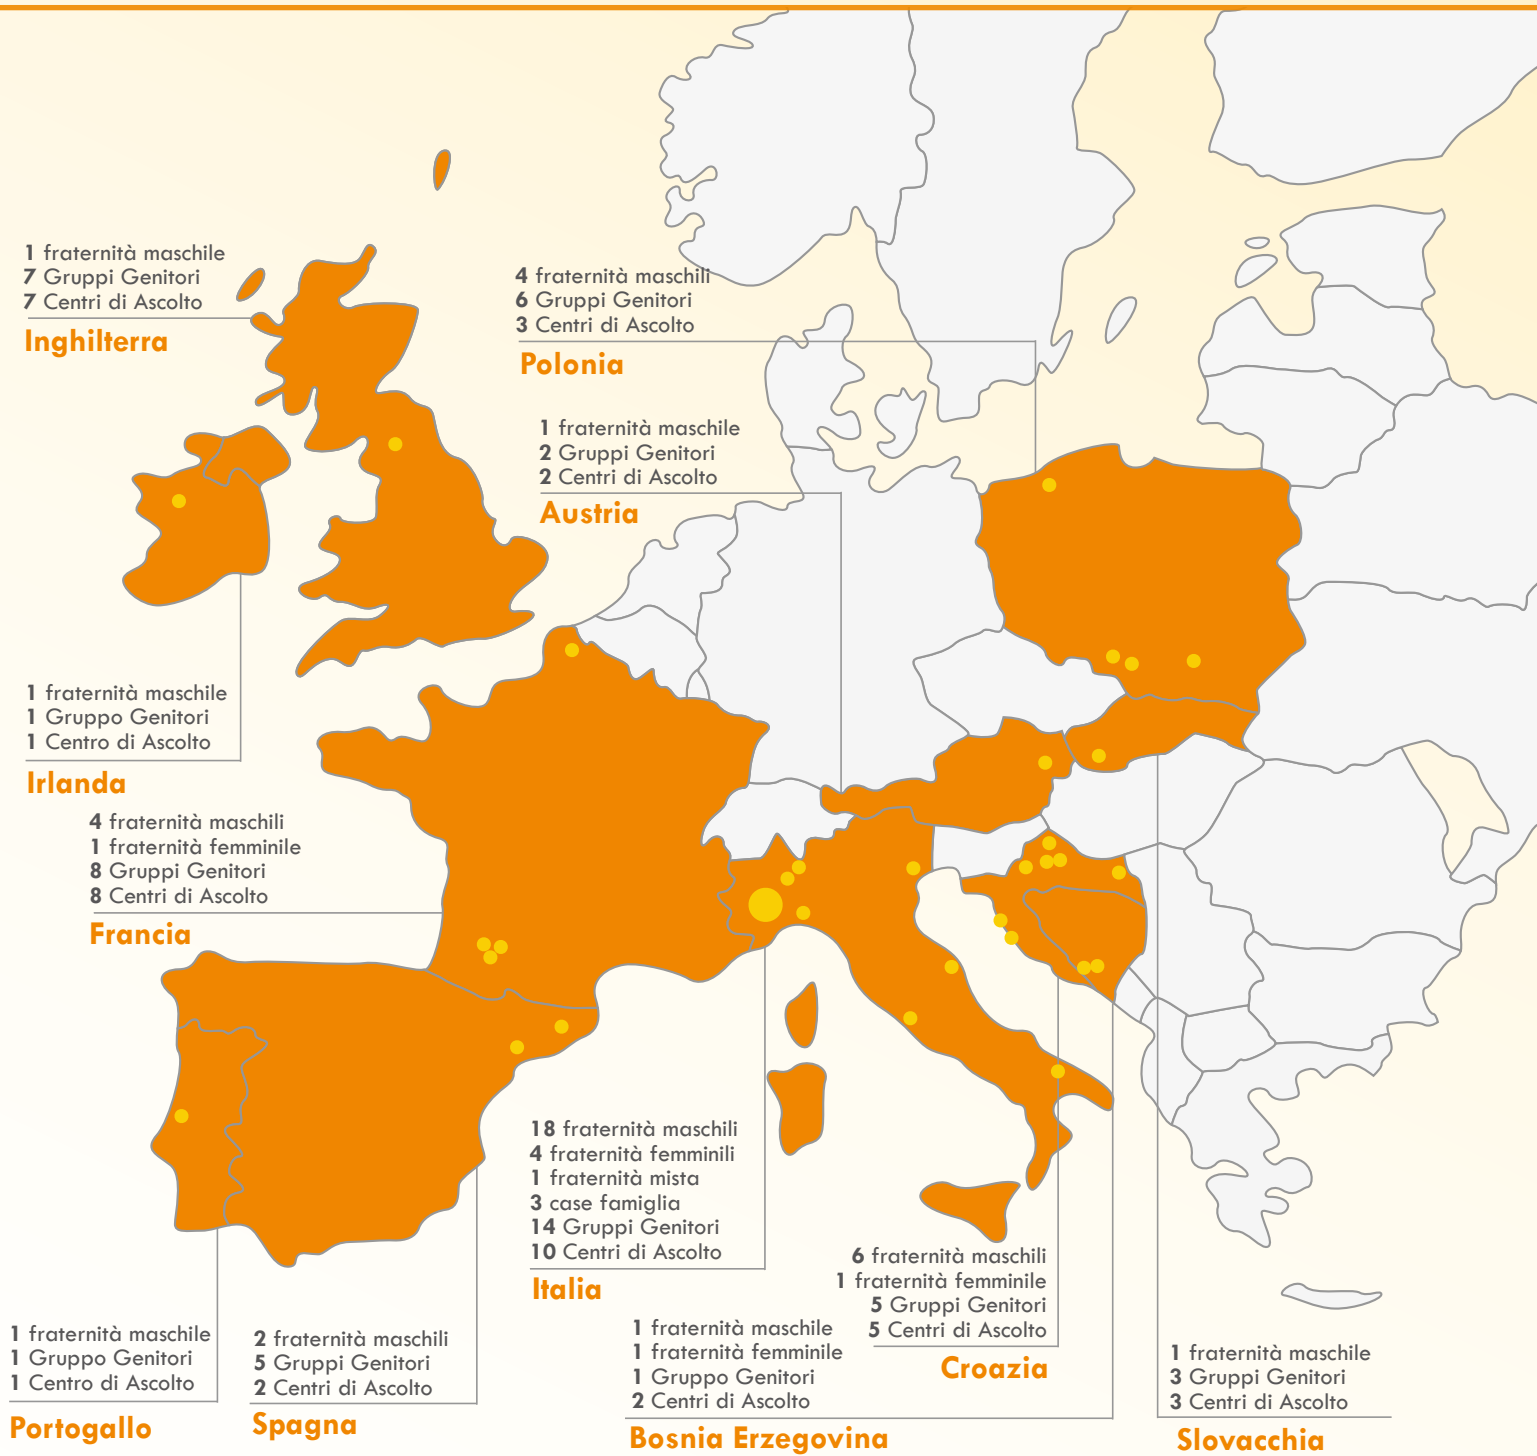 1 fraternità maschile
7 Gruppi Genitori
7 Centri di Ascolto
Inghilterra
4 fraternità maschili
6 Gruppi Genitori
3 Centri di Ascolto
Polonia
1 fraternità maschile
2 Gruppi Genitori
2 Centri di Ascolto
Austria
1 fraternità maschile
1 Gruppo Genitori
1 Centro di Ascolto
Irlanda
4 fraternità maschili
1 fraternità femminile
8 Gruppi Genitori
8 Centri di Ascolto
Francia
18 fraternità maschili
4 fraternità femminili
1 fraternità mista
3 case famiglia
14 Gruppi Genitori
10 Centri di Ascolto
Italia
6 fraternità maschili
1 fraternità femminile
5 Gruppi Genitori
5 Centri di Ascolto
Croazia
1 fraternità maschile
1 Gruppo Genitori
1 Centro di Ascolto
Portogallo
2 fraternità maschili
5 Gruppi Genitori
2 Centri di Ascolto
Spagna
1 fraternità maschile
1 fraternità femminile
1 Gruppo Genitori
2 Centri di Ascolto
Bosnia Erzegovina
1 fraternità maschile
3 Gruppi Genitori
3 Centri di Ascolto
Slovacchia